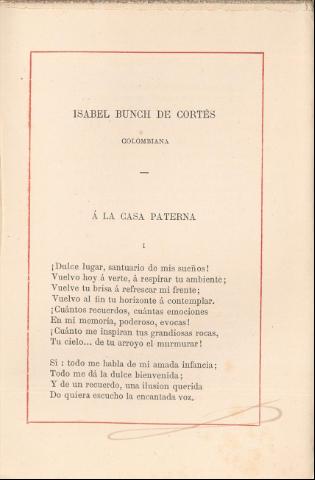 ISABEL BUNCH DE CORTÉS
COLOMBIANA
Á LA CASA PATERNA
I
¡Dulce lugar, santuario de mis sueños!
Vuelvo hoy á verte, á respirar tu ambiente;
Vuelve tu brisa á refrescar mi frente;
Vuelvo al fin tu horizonte á contemplar.
¡Cuántos recuerdos, cuántas emociones
En mi memoria, poderoso, evocas!
¡Cuánto me inspiran tus grandiosas rocas,
Tu cielo... de tu arroyo el murmurar!
Si : todo me habla de mi amada infancia;
Todo me dá la dulce bienvenida;
Y de un recuerdo, una ilusion querida
Do quiera escucho la encantada voz.